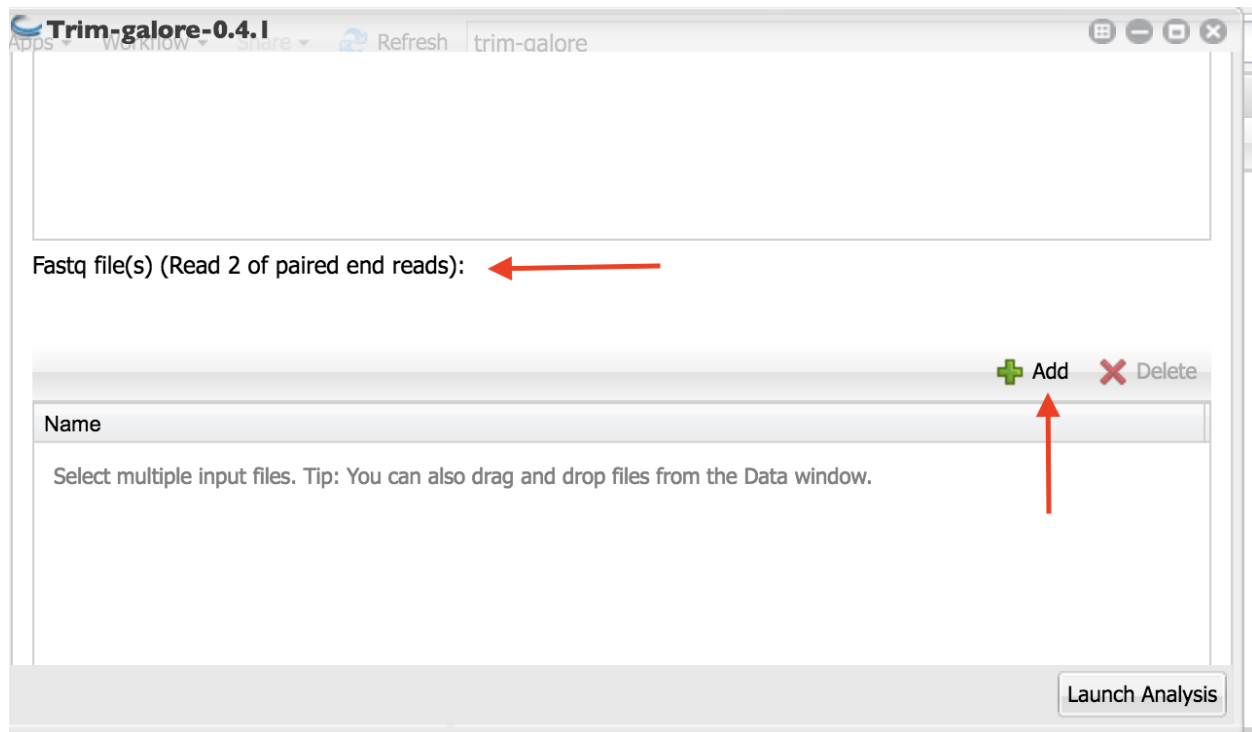 Trim-galore-0.4.1
Apps Workflow Share Refresh trim-galore
Fastq file(s) (Read 2 of paired end reads):
Add Delete
Name
Select multiple input files. Tip: You can also drag and drop files from the Data window.
Launch Analysis